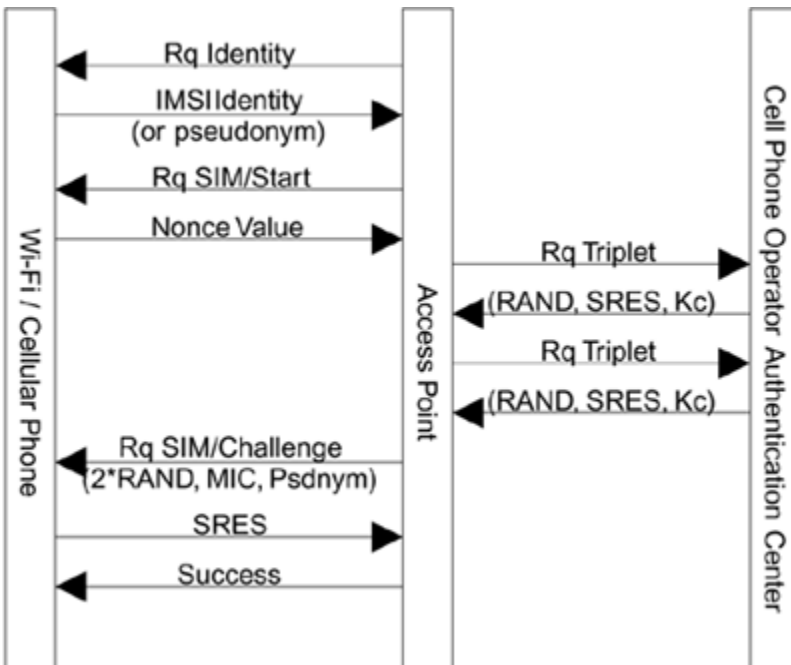 Rq Identity
IMSI Identity
(or pseudonym)
Rq SIM/Start
Nonce Value
Rq Triplet
(RAND, SRES, Kc)
Rq Triplet
(RAND, SRES, Kc)
Rq SIM/Challenge
(2*RAND, MIC, Psdnym)
SRES
Success
Wi-Fi / Cellular Phone
Access Point
Cell Phone Operator Authentication Center